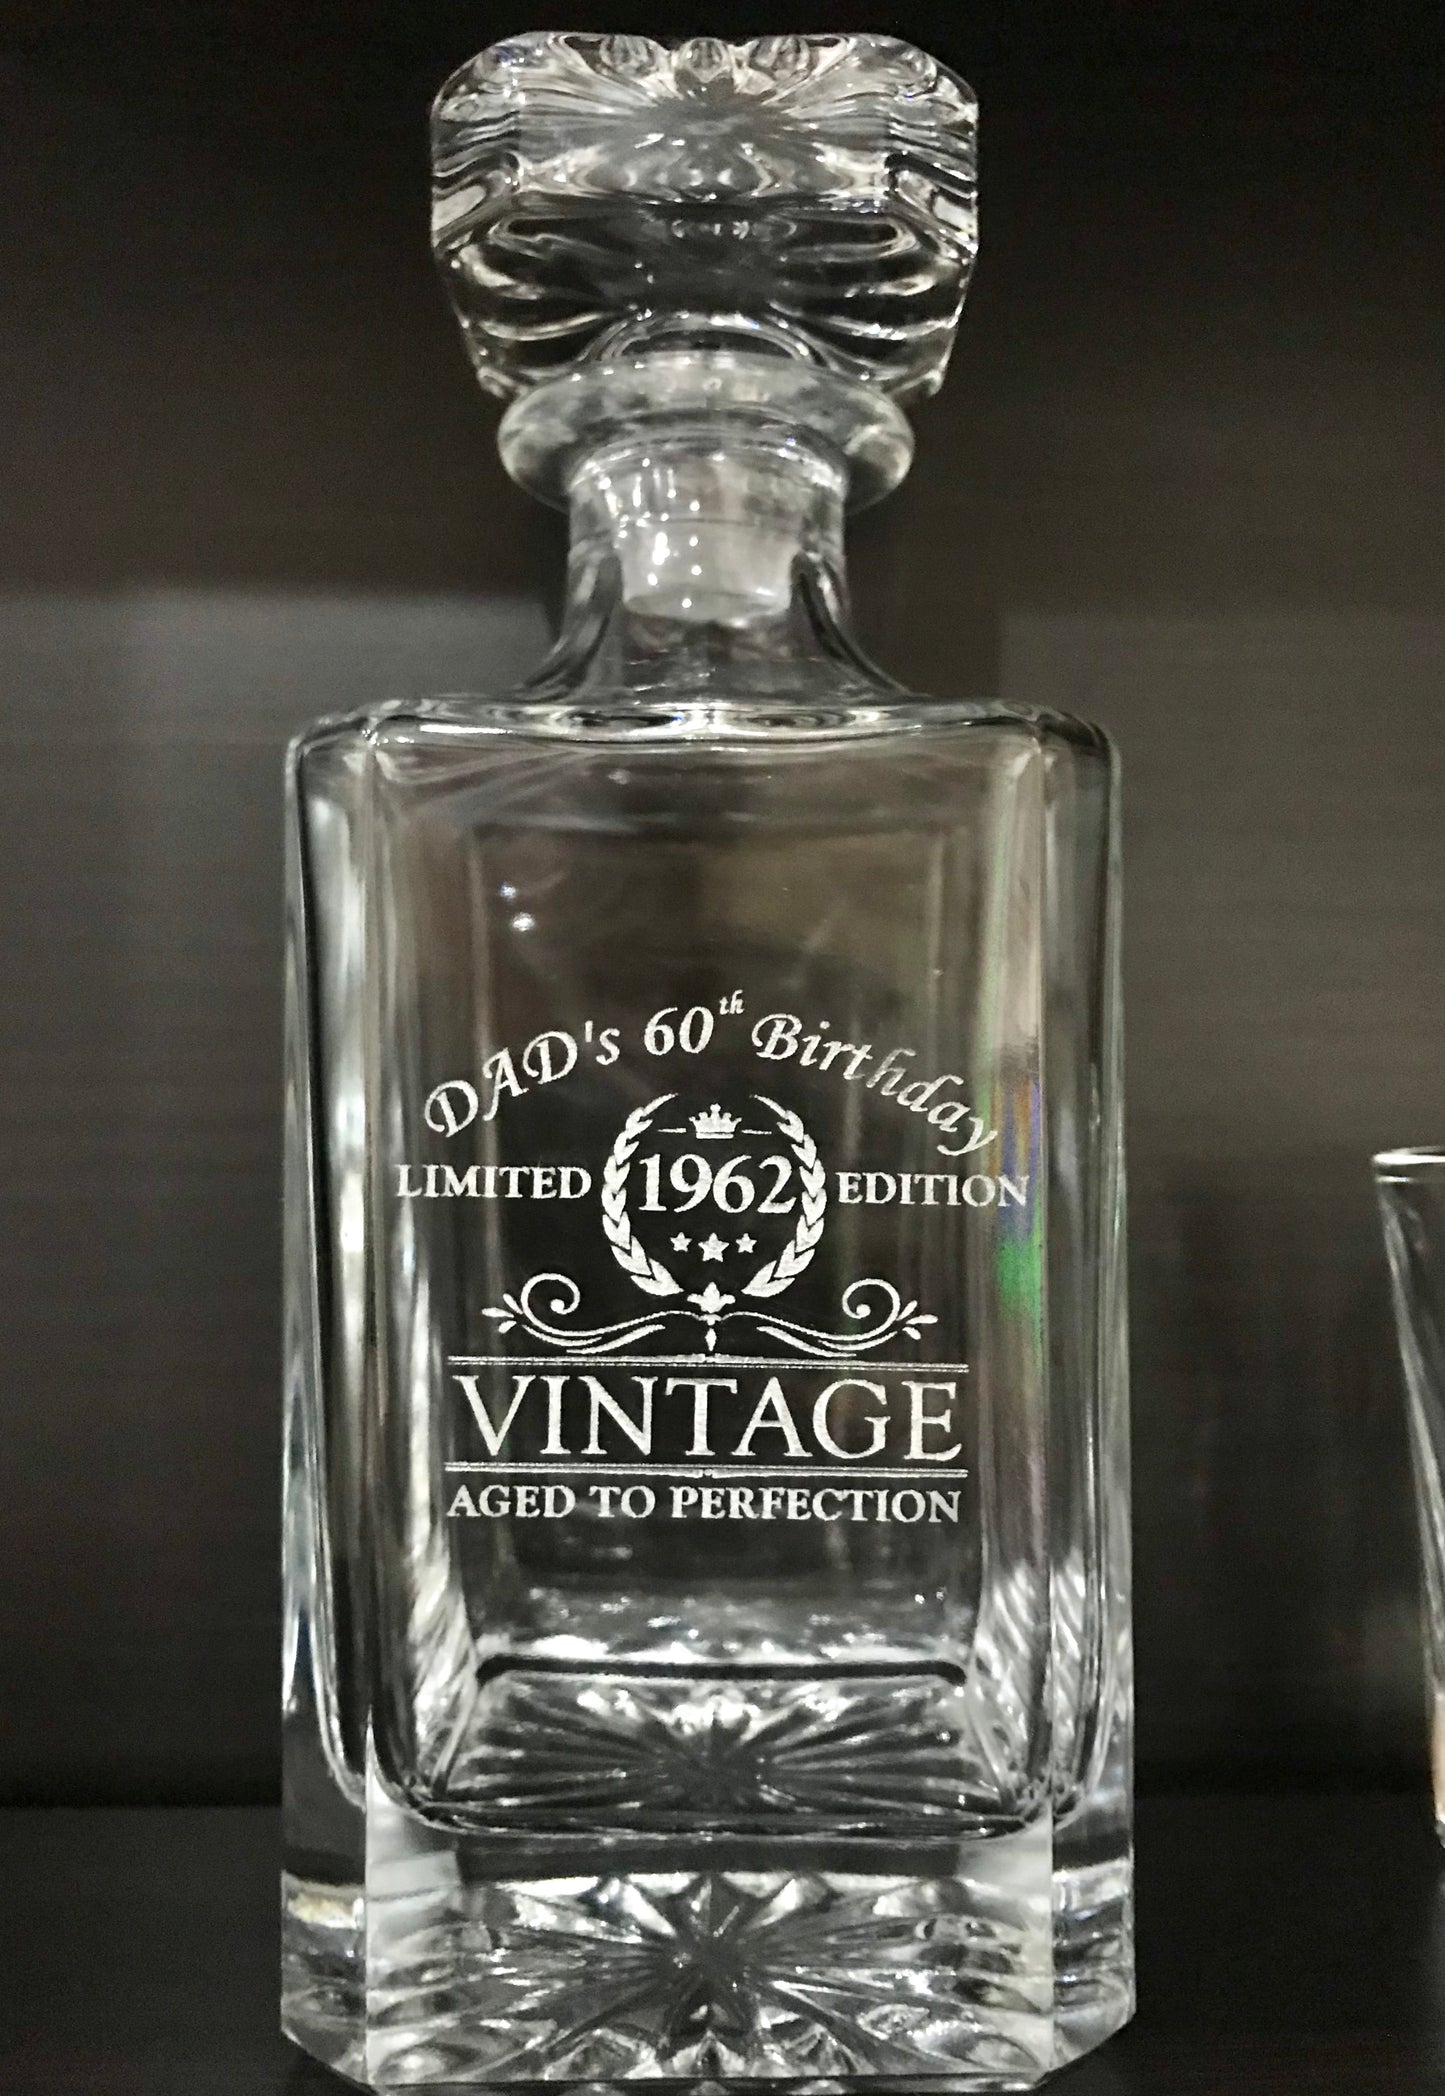 DAD's 60th Birthday
LIMITED 1962 EDITION
VINTAGE
AGED TO PERFECTION